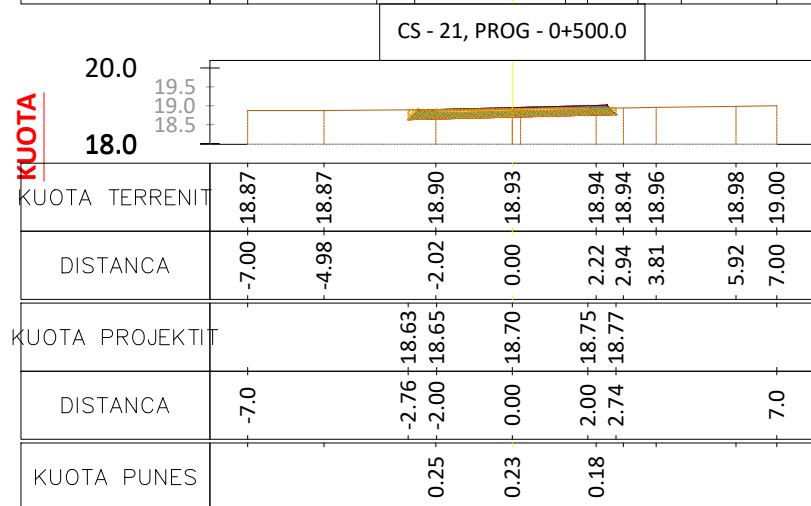 CS - 21, PROG - 0+500.0
KUOTA
20.0
19.5
19.0
18.5
18.0
KUOTA TERRENIT 18.87 18.87 18.90 18.93 18.94 18.94 18.96 18.98 19.00
DISTANCA -7.00 -4.98 -2.02 0.00 2.22 2.94 3.81 5.92 7.00
KUOTA PROJEKTIT 18.63 18.65 18.70 18.75 18.77
DISTANCA -7.0 -2.76 -2.00 0.00 2.00 2.74 7.0
KUOTA PUNES 0.25 0.23 0.18